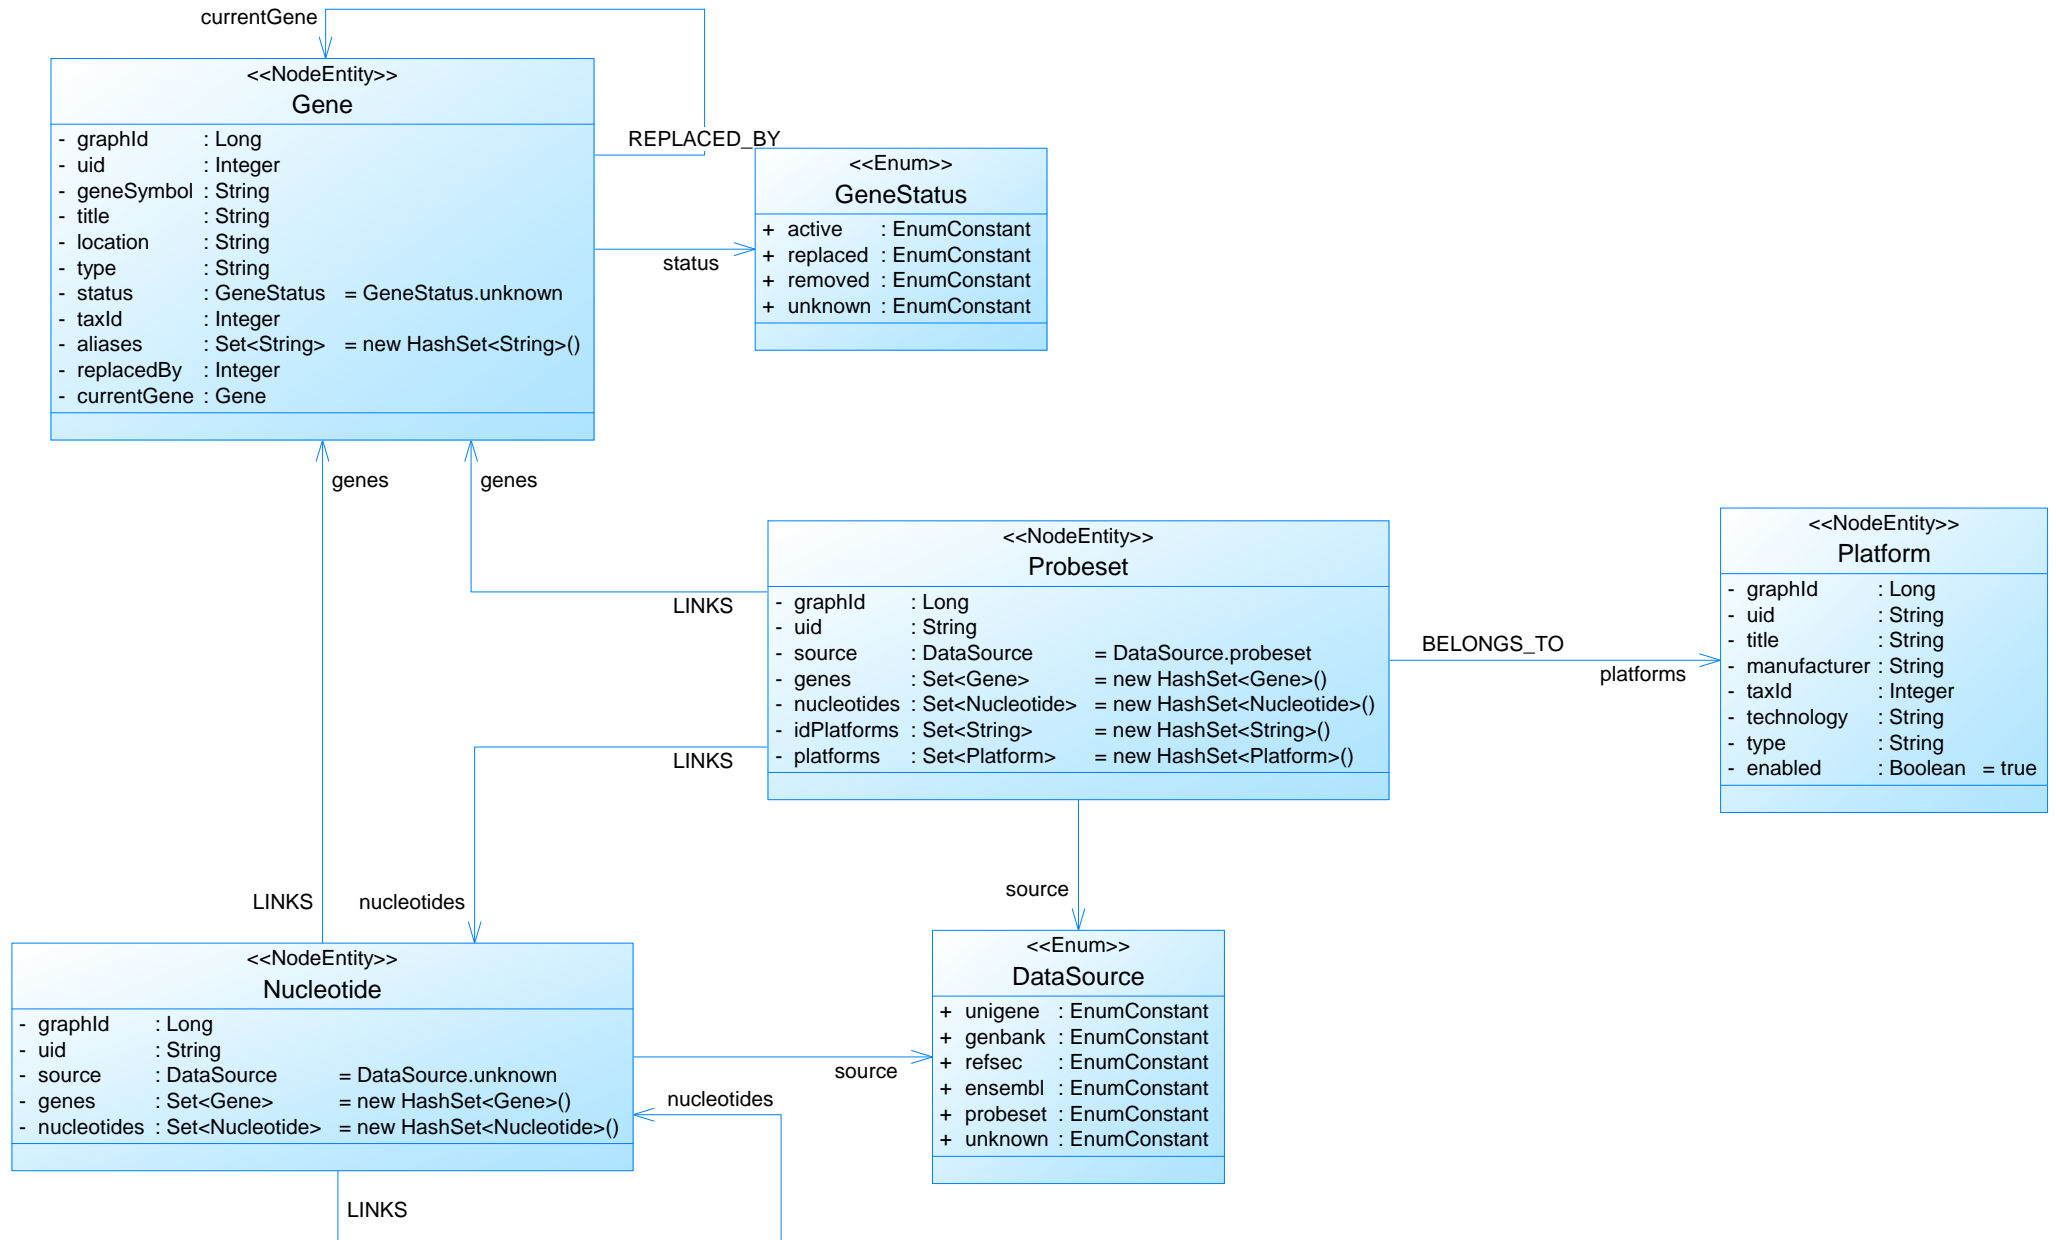 currentGene
<<NodeEntity>>
Gene
- graphId : Long
- uid : Integer
- geneSymbol : String
- title : String
- location : String
- type : String
- status : GeneStatus = GeneStatus.unknown
- taxId : Integer
- aliases : Set<String> = new HashSet<String>()
- replacedBy : Integer
- currentGene : Gene
REPLACED_BY
status
<<Enum>>
GeneStatus
+ active : EnumConstant
+ replaced : EnumConstant
+ removed : EnumConstant
+ unknown : EnumConstant
genes
genes
LINKS
<<NodeEntity>>
Probeset
- graphId : Long
- uid : String
- source : DataSource = DataSource.probeset
- genes : Set<Gene> = new HashSet<Gene>()
- nucleotides : Set<Nucleotide> = new HashSet<Nucleotide>()
- idPlatforms : Set<String> = new HashSet<String>()
- platforms : Set<Platform> = new HashSet<Platform>()
BELONGS_TO
platforms
<<NodeEntity>>
Platform
- graphId : Long
- uid : String
- title : String
- manufacturer : String
- taxId : Integer
- technology : String
- type : String
- enabled : Boolean = true
LINKS
LINKS
nucleotides
source
<<NodeEntity>>
Nucleotide
- graphId : Long
- uid : String
- source : DataSource = DataSource.unknown
- genes : Set<Gene> = new HashSet<Gene>()
- nucleotides : Set<Nucleotide> = new HashSet<Nucleotide>()
source
nucleotides
<<Enum>>
DataSource
+ unigene : EnumConstant
+ genbank : EnumConstant
+ refsec : EnumConstant
+ ensembl : EnumConstant
+ probeset : EnumConstant
+ unknown : EnumConstant
LINKS